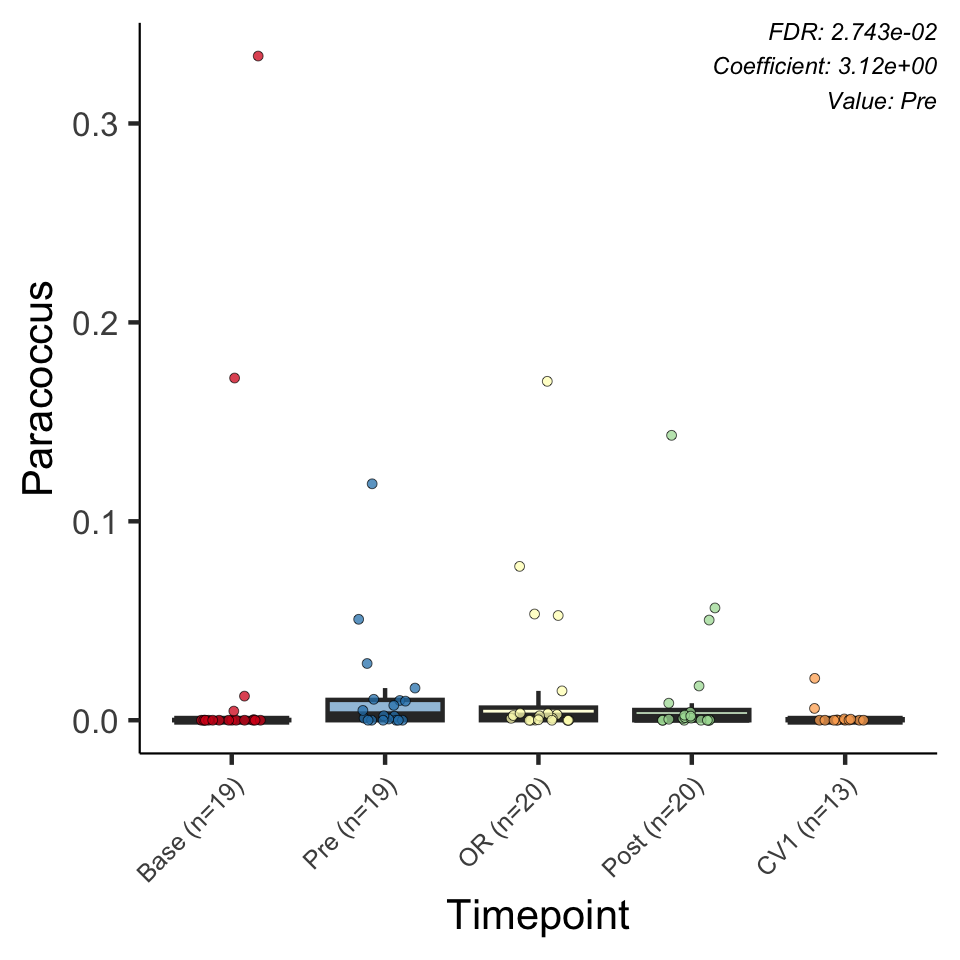 FDR: 2.743e-02
Coefficient: 3.12e+00
Value: Pre
Paracoccus
0.3
0.2
0.1
0.0
Base (n=19)
Pre (n=19)
OR (n=20)
Post (n=20)
CV1 (n=13)
Timepoint